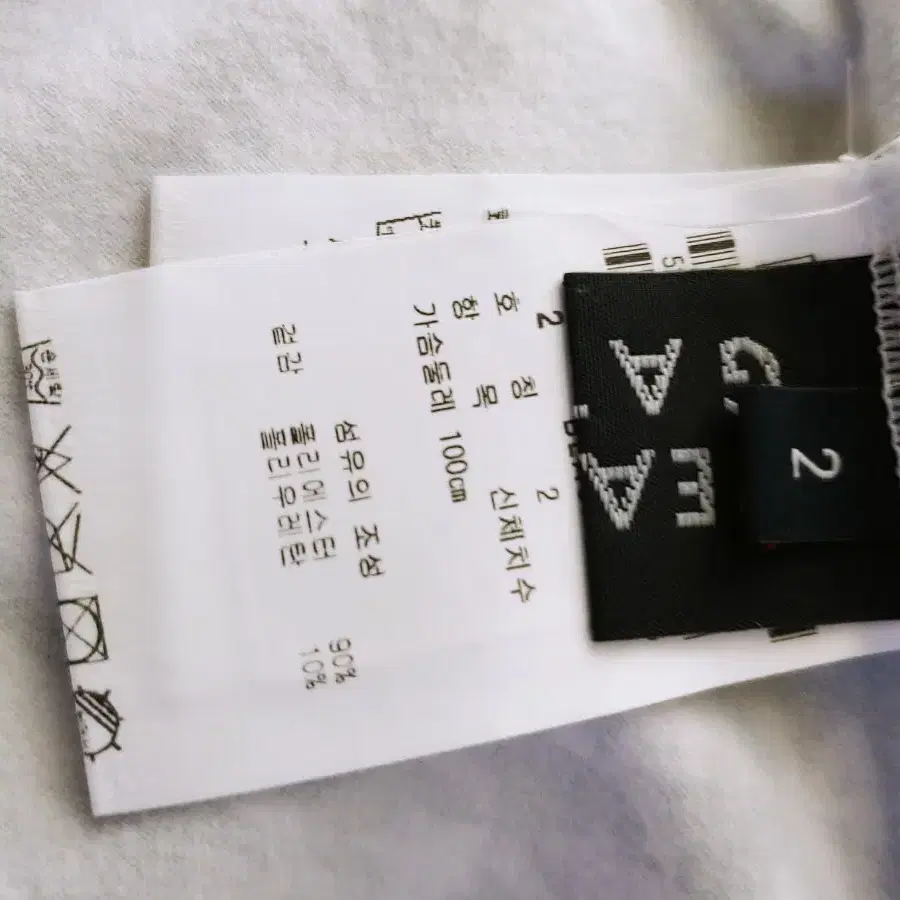 2
2
호 칭 2
항 목 신체치수
가슴둘레 100cm
섬유의 조성
겉감 폴리에스터 90%
폴리우레탄 10%
손세탁